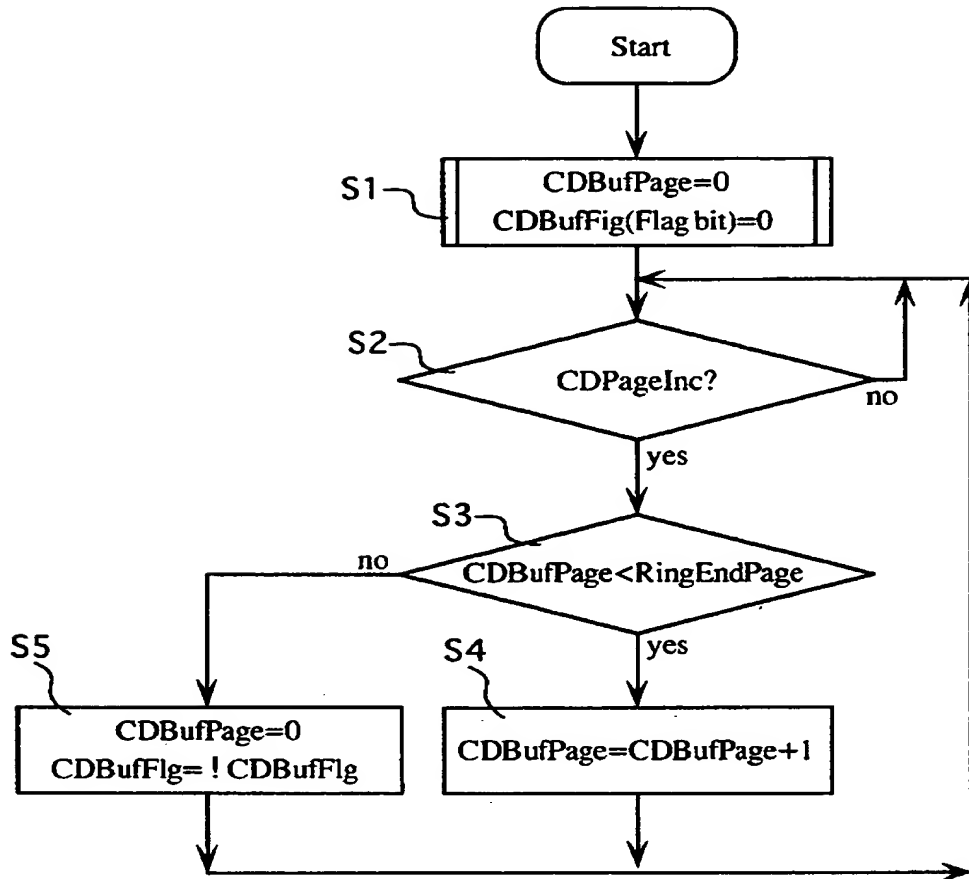 Start
S1
CDBufPage=0
CDBufFig(Flag bit)=0
S2
CDPageInc?
no
yes
S3
no
CDBufPage<RingEndPage
yes
S5
S4
CDBufPage=0
CDBufFlg= ! CDBufFlg
CDBufPage=CDBufPage+1